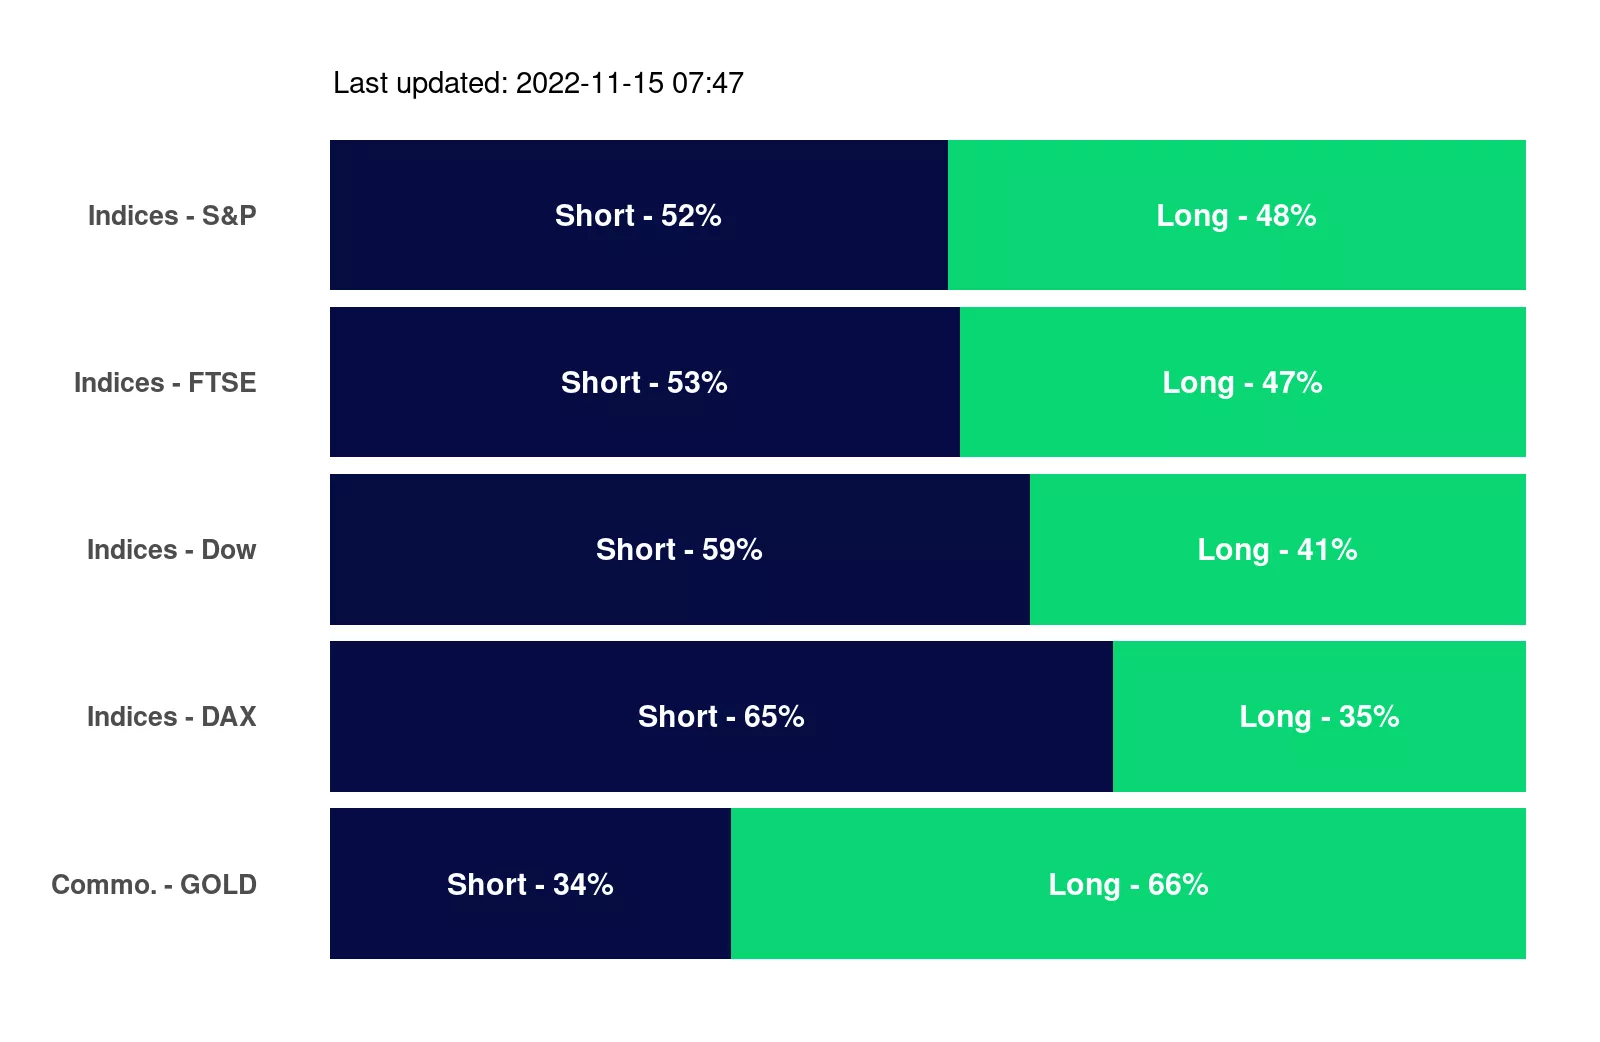 Last updated: 2022-11-15 07:47
Indices - S&P Short - 52% Long - 48%
Indices - FTSE Short - 53% Long - 47%
Indices - Dow Short - 59% Long - 41%
Indices - DAX Short - 65% Long - 35%
Commo. - GOLD Short - 34% Long - 66%